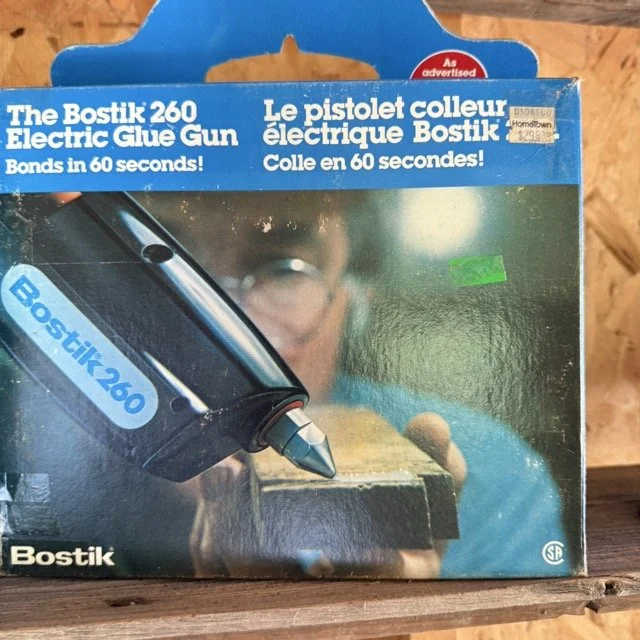 As
advertised
The Bostik 260
Electric Glue Gun
Bonds in 60 seconds!
Le pistolet colleur
électrique Bostik
Colle en 60 secondes!
HomeTown
Bostik 260
Bostik